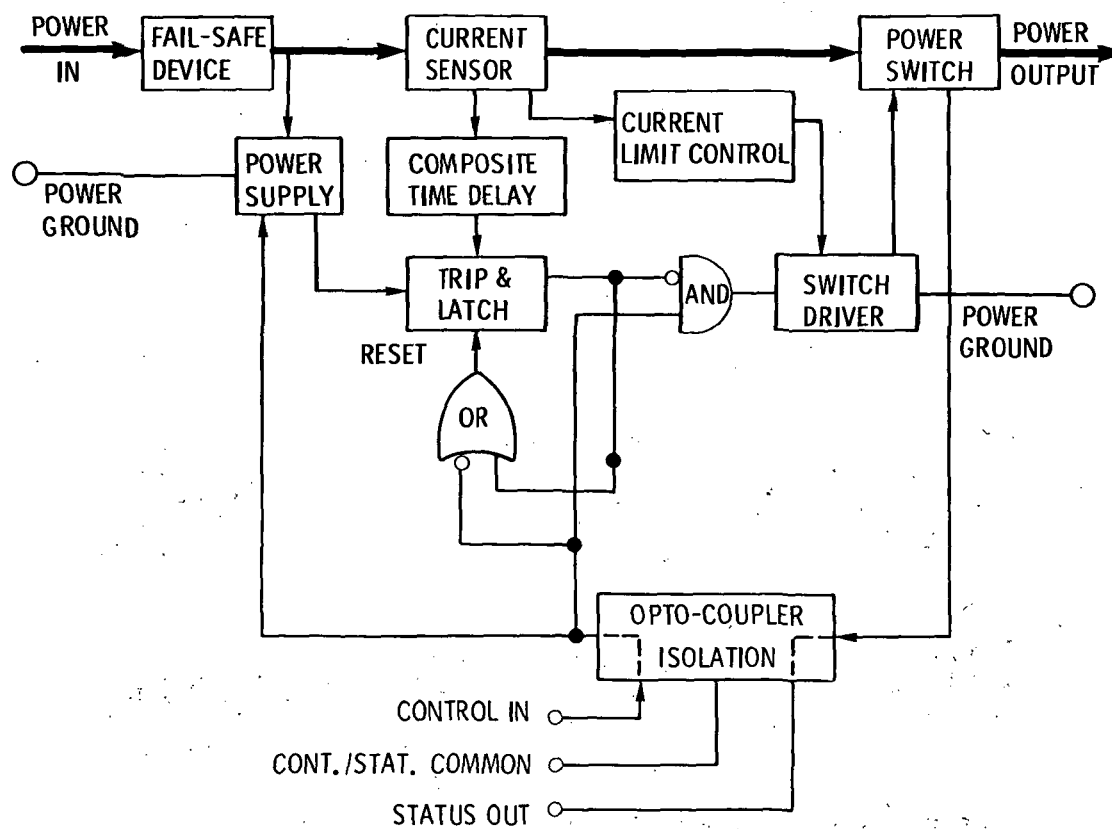 POWER
IN
FAIL-SAFE
DEVICE
CURRENT
SENSOR
POWER
SWITCH
POWER
OUTPUT
CURRENT
LIMIT CONTROL
POWER
SUPPLY
POWER
GROUND
COMPOSITE
TIME DELAY
TRIP &
LATCH
AND
SWITCH
DRIVER
POWER
GROUND
RESET
OR
OPTO-COUPLER
ISOLATION
CONTROL IN
CONT./STAT. COMMON
STATUS OUT